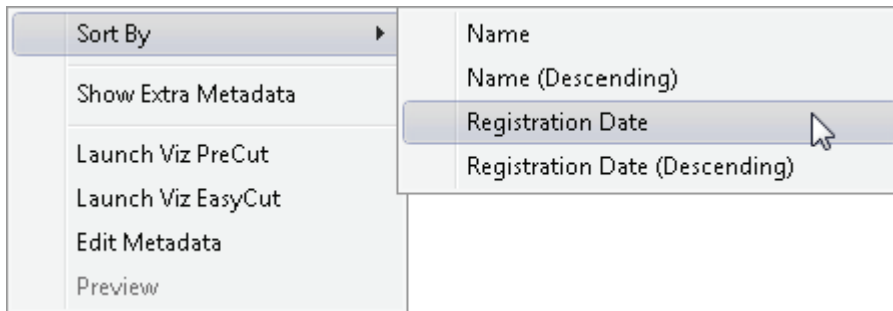 Sort By
Show Extra Metadata
Launch Viz PreCut
Launch Viz EasyCut
Edit Metadata
Preview
Name
Name (Descending)
Registration Date
Registration Date (Descending)